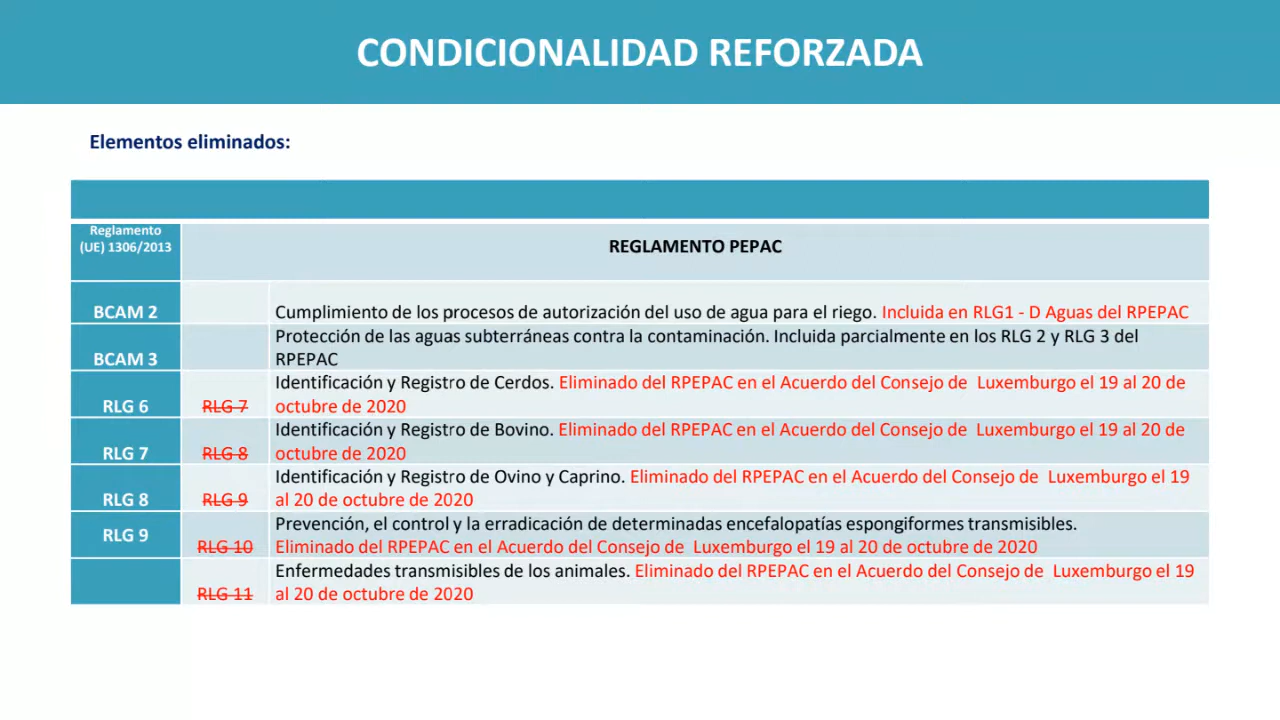 CONDICIONALIDAD REFORZADA
Elementos eliminados:
Reglamento
(UE) 1306/2013
REGLAMENTO PEPAC
BCAM 2
Cumplimiento de los procesos de autorización del uso de agua para el riego. Incluida en RLG1 - D Aguas del RPEPAC
BCAM 3
Protección de las aguas subterráneas contra la contaminación. Incluida parcialmente en los RLG 2 y RLG 3 del
RPEPAC
RLG 6
RLG 7
Identificación y Registro de Cerdos. Eliminado del RPEPAC en el Acuerdo del Consejo de Luxemburgo el 19 al 20 de
octubre de 2020
RLG 7
RLG 8
Identificación y Registro de Bovino. Eliminado del RPEPAC en el Acuerdo del Consejo de Luxemburgo el 19 al 20 de
octubre de 2020
RLG 8
RLG 9
Identificación y Registro de Ovino y Caprino. Eliminado del RPEPAC en el Acuerdo del Consejo de Luxemburgo el 19
al 20 de octubre de 2020
RLG 9
RLG 10
Prevención, el control y la erradicación de determinadas encefalopatías espongiformes transmisibles.
Eliminado del RPEPAC en el Acuerdo del Consejo de Luxemburgo el 19 al 20 de octubre de 2020
RLG 11
Enfermedades transmisibles de los animales. Eliminado del RPEPAC en el Acuerdo del Consejo de Luxemburgo el 19
al 20 de octubre de 2020